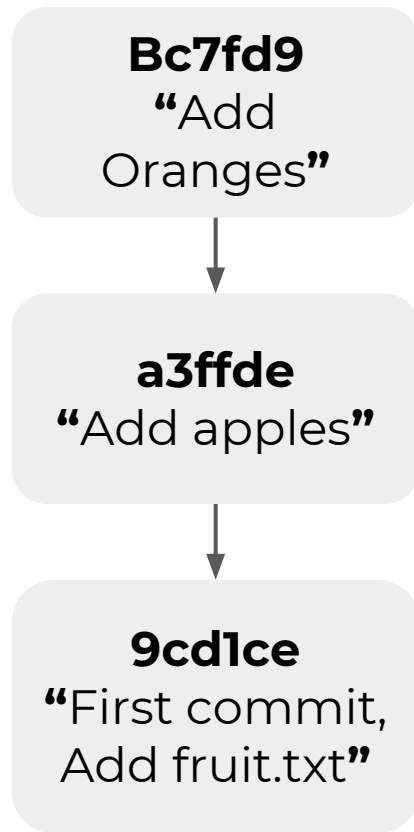 Bc7fd9
“Add
Oranges”
a3ffde
“Add apples”
9cd1ce
“First commit,
Add fruit.txt”